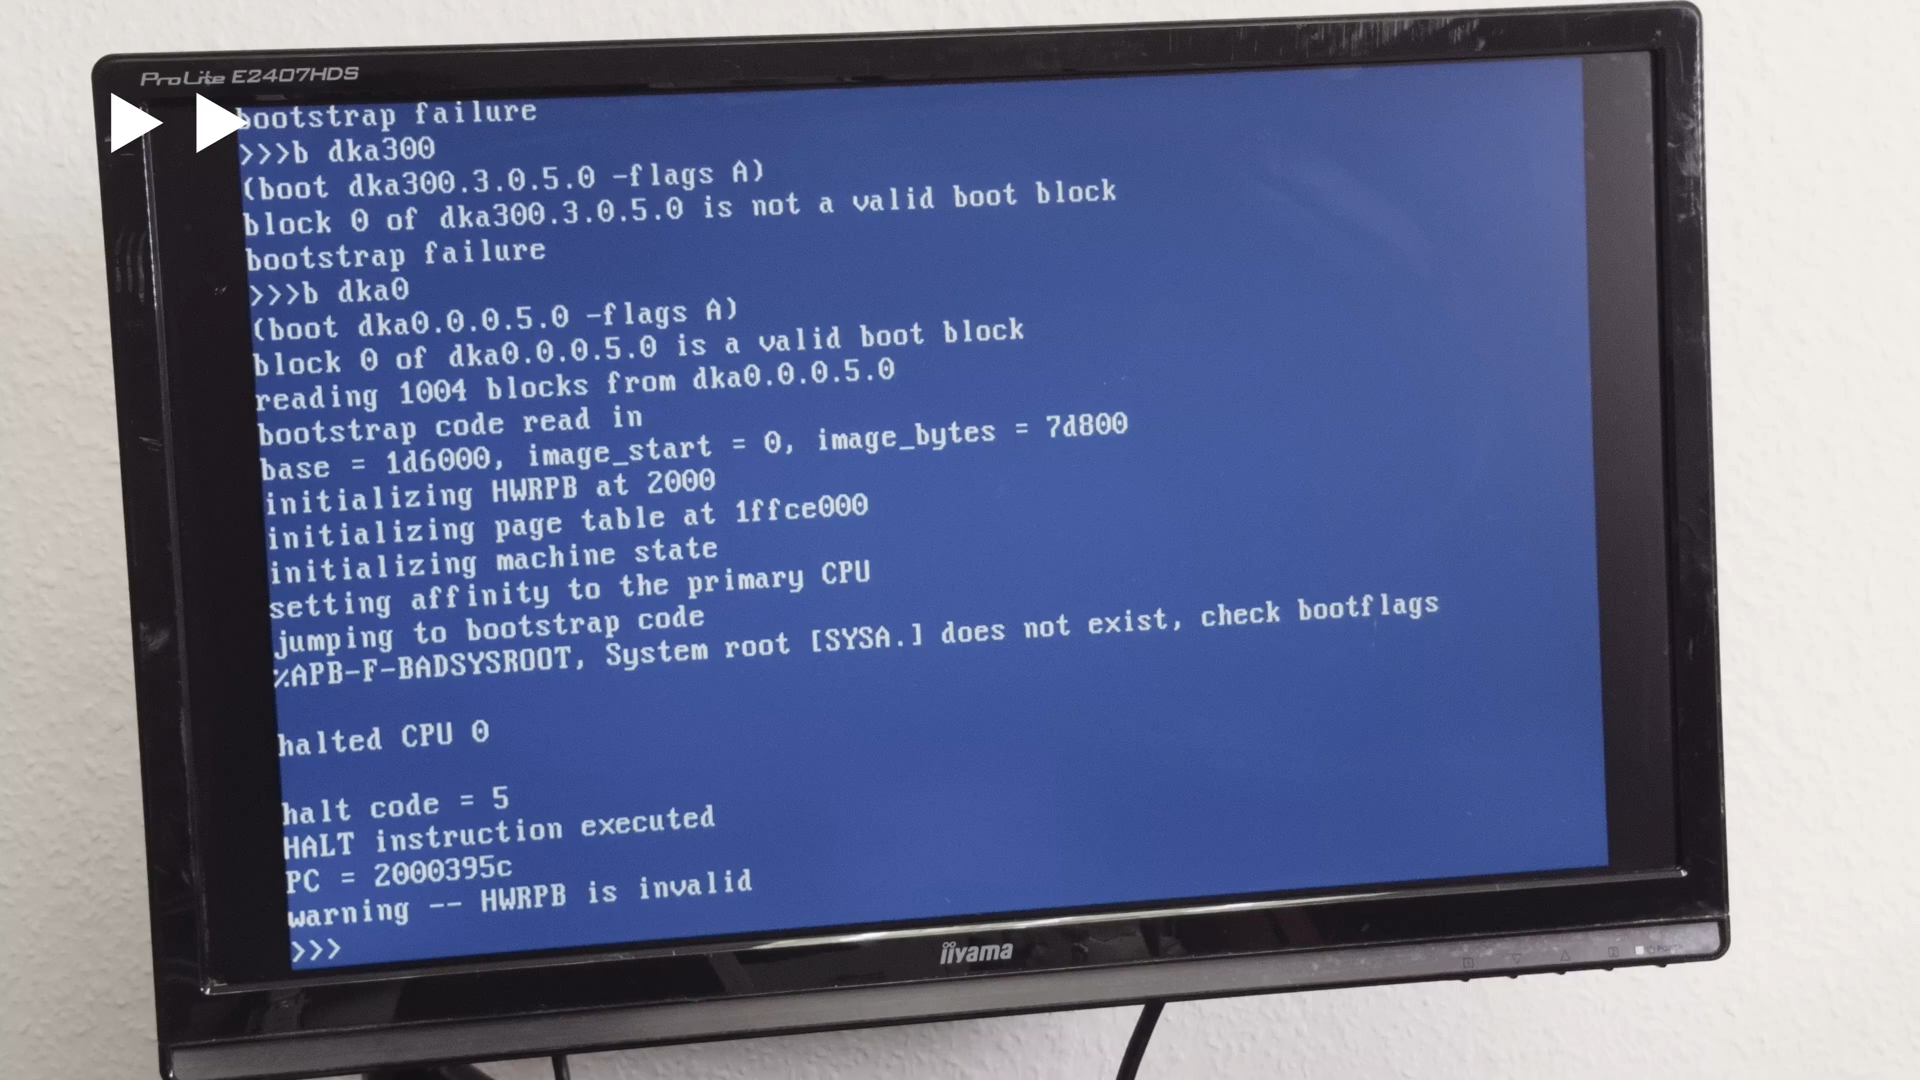 ProLite E2407HDS
bootstrap failure
>>>b dka300
(boot dka300.3.0.5.0 -flags A)
block 0 of dka300.3.0.5.0 is not a valid boot block
bootstrap failure
>>>b dka0
(boot dka0.0.0.5.0 -flags A)
block 0 of dka0.0.0.5.0 is a valid boot block
reading 1004 blocks from dka0.0.0.5.0
bootstrap code read in
base = 1d6000, image_start = 0, image_bytes = 7d800
initializing HWRPB at 2000
initializing page table at 1ffce000
initializing machine state
setting affinity to the primary CPU
jumping to bootstrap code
%APB-F-BADSYSROOT, System root [SYSA.] does not exist, check bootflags
halted CPU 0
halt code = 5
HALT instruction executed
PC = 2000395c
warning -- HWRPB is invalid
>>>
iiyama